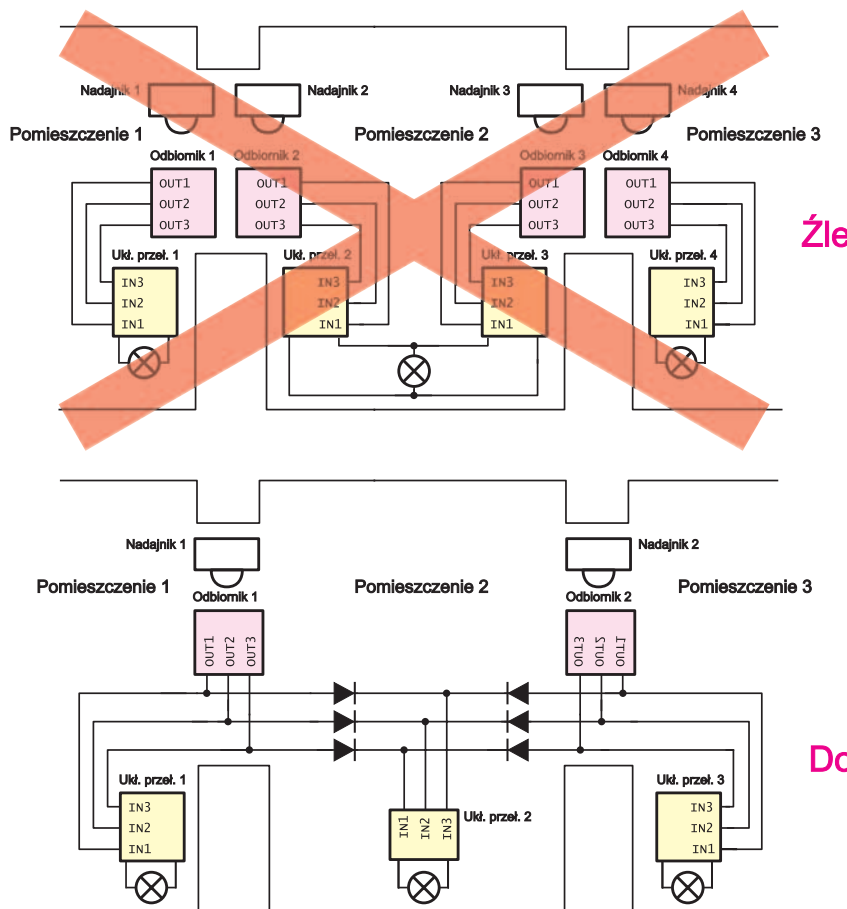 Nadajnik 1
Nadajnik 2
Nadajnik 3
Nadajnik 4
Pomieszczenie 1
Pomieszczenie 2
Pomieszczenie 3
Odbiornik 1
Odbiornik 2
Odbiornik 3
Odbiornik 4
OUT1
OUT2
OUT3
OUT1
OUT2
OUT3
OUT1
OUT2
OUT3
OUT1
OUT2
OUT3
Źle
Ukł. przeł. 1
Ukł. przeł. 2
Ukł. przeł. 3
Ukł. przeł. 4
IN3
IN2
IN1
IN3
IN2
IN1
IN3
IN2
IN1
IN3
IN2
IN1
Nadajnik 1
Nadajnik 2
Pomieszczenie 1
Pomieszczenie 2
Pomieszczenie 3
Odbiornik 1
Odbiornik 2
OUT1
OUT2
OUT3
OUT3
OUT2
OUT1
Ukł. przeł. 1
Ukł. przeł. 2
Ukł. przeł. 3
IN3
IN2
IN1
IN1
IN2
IN3
IN3
IN2
IN1